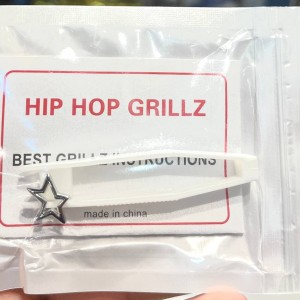 HIP HOP GRILLZ
BEST GRILLZ INSTRUCTIONS
made in china